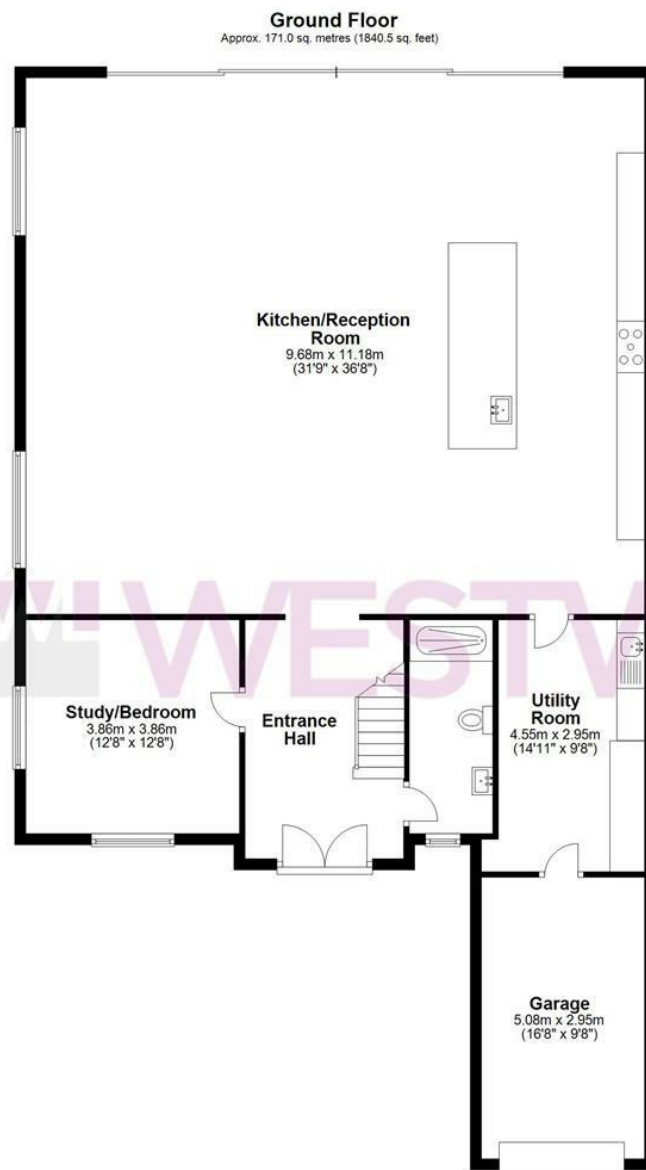 Ground Floor
Approx. 171.0 sq. metres (1840.5 sq. feet)
Kitchen/Reception
Room
9.68m x 11.18m
(31'9" x 36'8")
WESTW
Study/Bedroom
3.86m x 3.86m
(12'8" x 12'8")
Entrance
Hall
Utility
Room
4.55m x 2.95m
(14'11" x 9'8")
Garage
5.08m x 2.95m
(16'8" x 9'8")